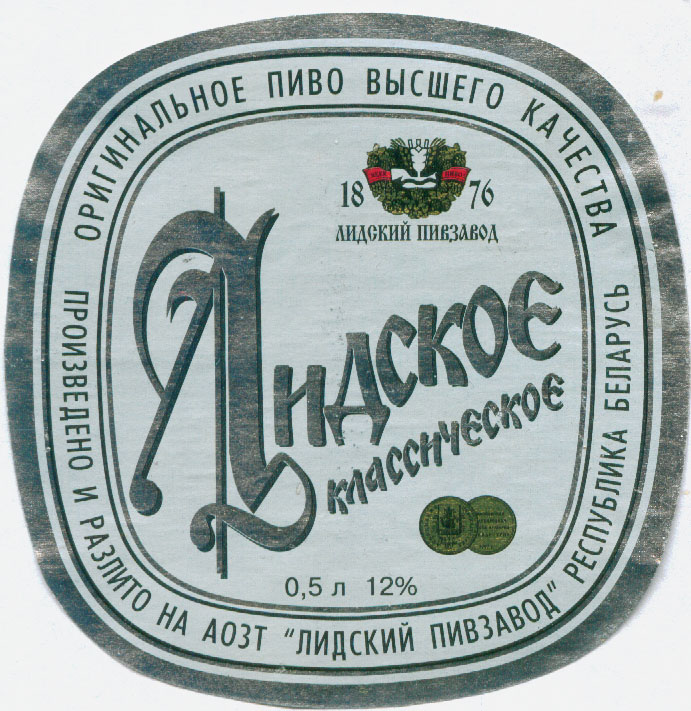 ОРИГИНАЛЬНОЕ ПИВО ВЫСШЕГО КАЧЕСТВА
18 76
ЛИДСКИЙ ПИВЗАВОД
Лидское
классическое
0,5 л 12%
ПРОИЗВЕДЕНО И РАЗЛИТО НА АОЗТ "ЛИДСКИЙ ПИВЗАВОД" РЕСПУБЛИКА БЕЛАРУСЬ